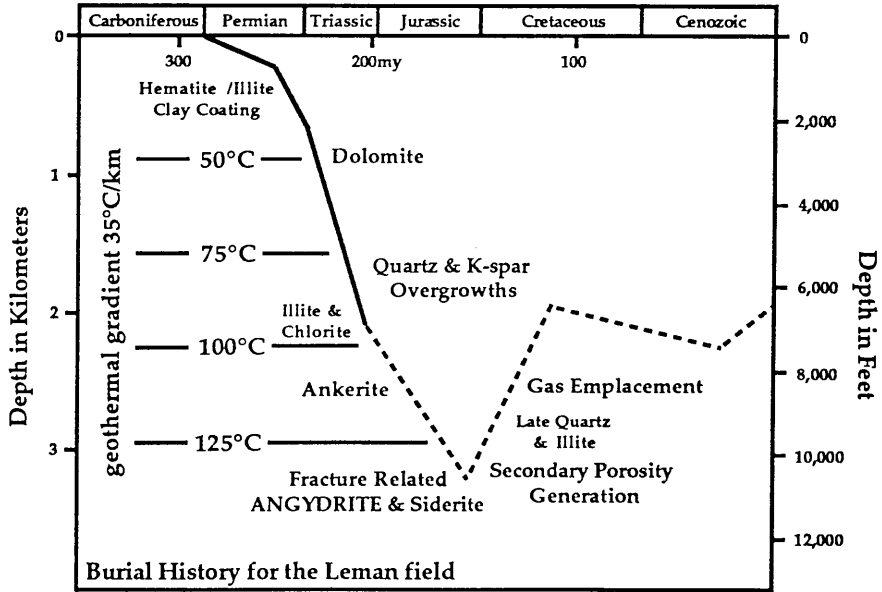 Carboniferous Permian Triassic Jurassic Cretaceous Cenozoic
0 0
300 200my 100
Hematite /Illite
Clay Coating
2,000
50°C Dolomite
1
4,000
75°C
Quartz & K-spar
Overgrowths
6,000
2
Illite &
Chlorite
100°C
8,000
Ankerite
Gas Emplacement
Late Quartz
& Illite
125°C
3
10,000
Secondary Porosity
Generation
Fracture Related
ANGYDRITE & Siderite
12,000
Depth in Kilometers
geothermal gradient 35°C/km
Depth in Feet
Burial History for the Leman field